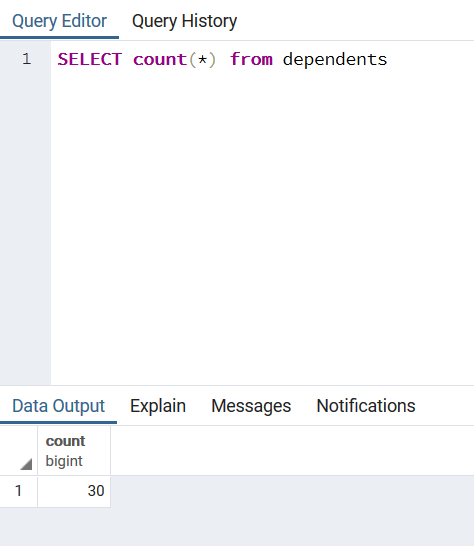 Query Editor Query History
1 SELECT count(*) from dependents
Data Output Explain Messages Notifications
count
bigint
1 30